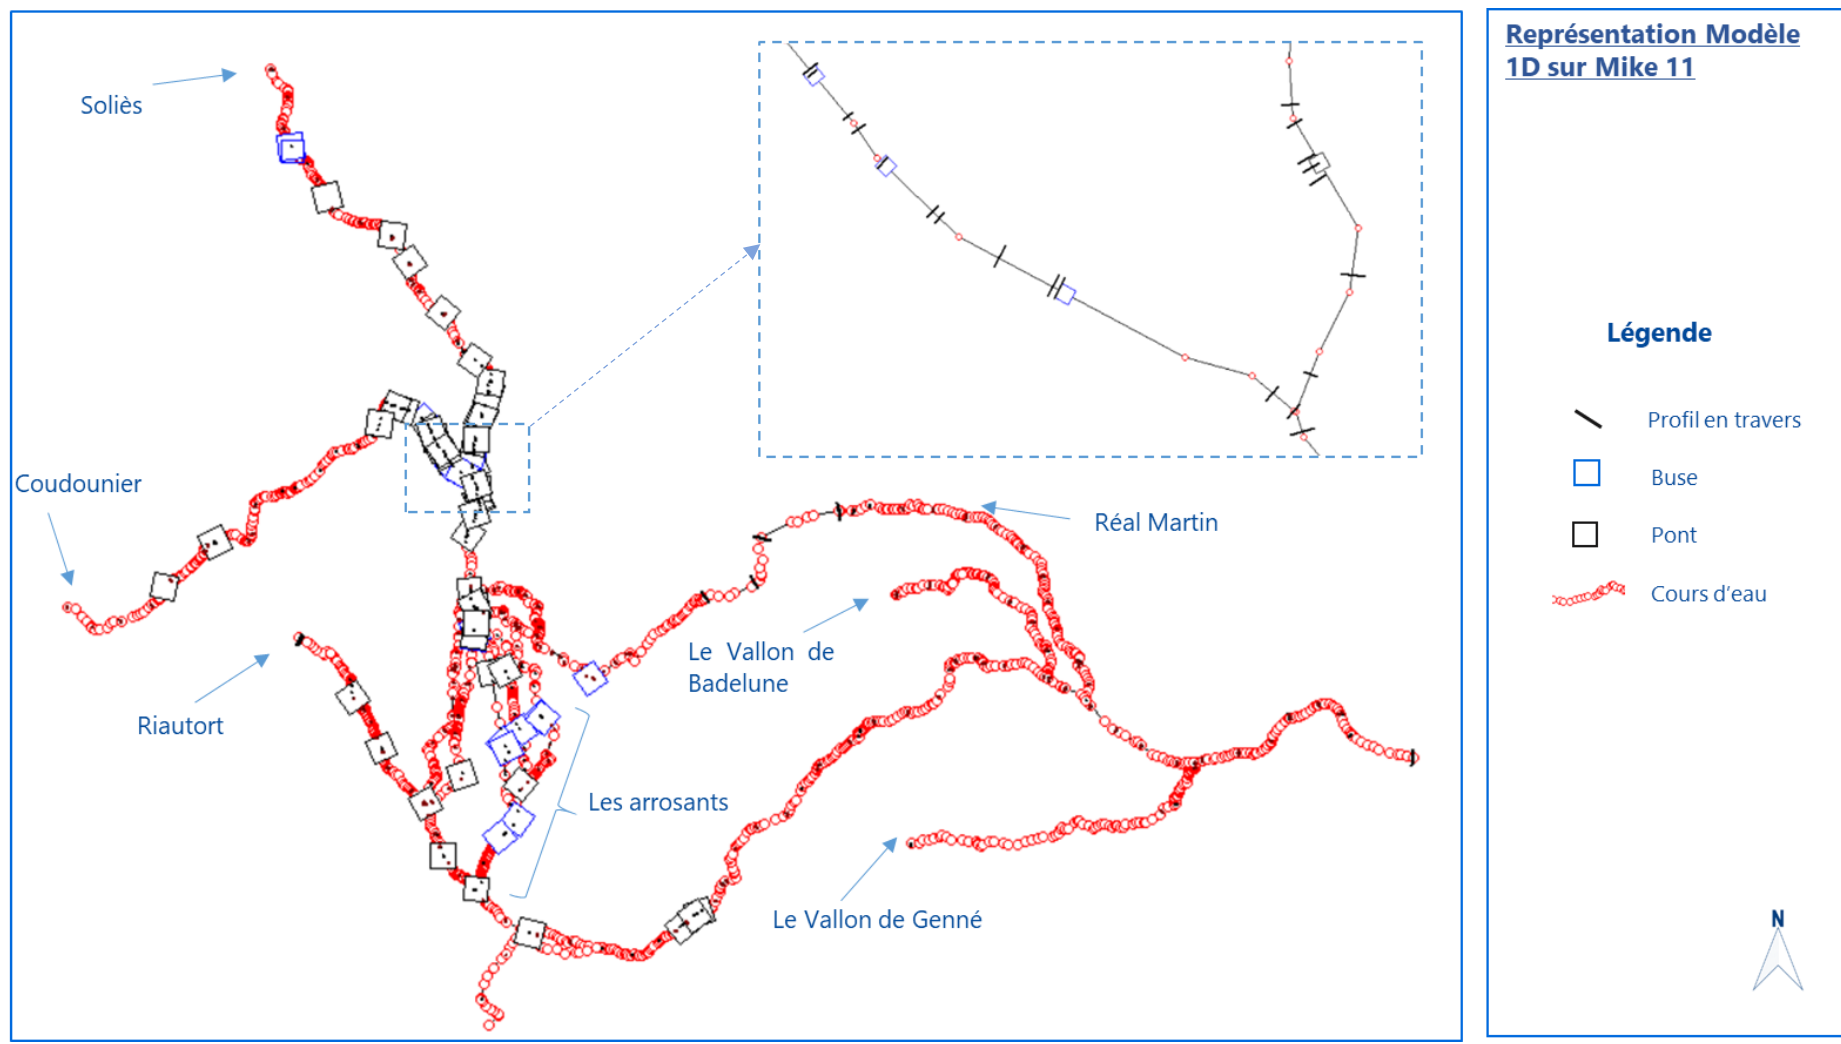 Représentation Modèle
1D sur Mike 11
Soliès
Coudounier
Réal Martin
Le Vallon de
Badelune
Riautort
Les arrosants
Le Vallon de Genné
Légende
Profil en travers
Buse
Pont
Cours d'eau
N